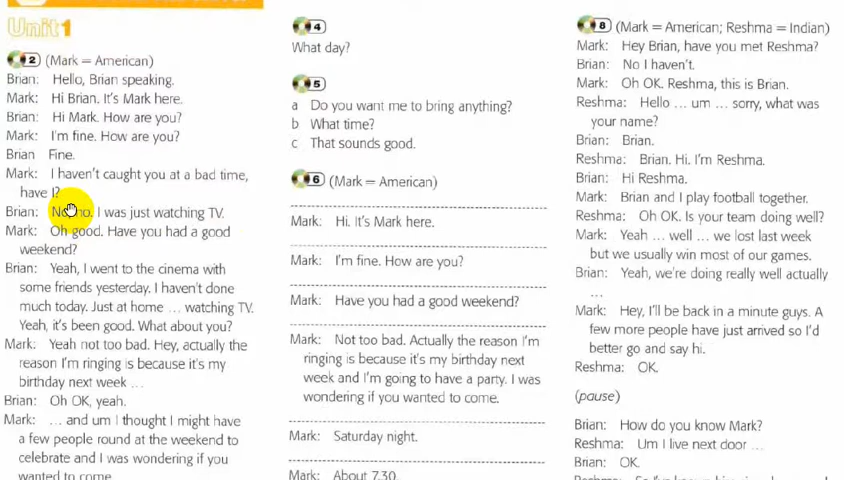 Unit1
2 (Mark = American)
Brian: Hello, Brian speaking.
Mark: Hi Brian. It's Mark here.
Brian: Hi Mark. How are you?
Mark: I'm fine. How are you?
Brian Fine.
Mark: I haven't caught you at a bad time,
have I?
Brian: No no. I was just watching TV.
Mark: Oh good. Have you had a good
weekend?
Brian: Yeah, I went to the cinema with
some friends yesterday. I haven't done
much today. Just at home ... watching TV.
Yeah, it's been good. What about you?
Mark: Yeah not too bad. Hey, actually the
reason I'm ringing is because it's my
birthday next week ...
Brian: Oh OK, yeah.
Mark: ... and um I thought I might have
a few people round at the weekend to
celebrate and I was wondering if you
wanted to come.
4
What day?
5
a Do you want me to bring anything?
b What time?
c That sounds good.
6 (Mark = American)
Mark: Hi. It's Mark here.
Mark: I'm fine. How are you?
Mark: Have you had a good weekend?
Mark: Not too bad. Actually the reason I'm
ringing is because it's my birthday next
week and I'm going to have a party. I was
wondering if you wanted to come.
Mark: Saturday night.
Mark: About 7.30.
8 (Mark = American; Reshma = Indian)
Mark: Hey Brian, have you met Reshma?
Brian: No I haven't.
Mark: Oh OK. Reshma, this is Brian.
Reshma: Hello ... um ... sorry, what was
your name?
Brian: Brian.
Reshma: Brian. Hi. I'm Reshma.
Brian: Hi Reshma.
Mark: Brian and I play football together.
Reshma: Oh OK. Is your team doing well?
Mark: Yeah ... well ... we lost last week
but we usually win most of our games.
Brian: Yeah, we're doing really well actually
...
Mark: Hey, I'll be back in a minute guys. A
few more people have just arrived so I'd
better go and say hi.
Reshma: OK.
(pause)
Brian: How do you know Mark?
Reshma: Um I live next door ...
Brian: OK.